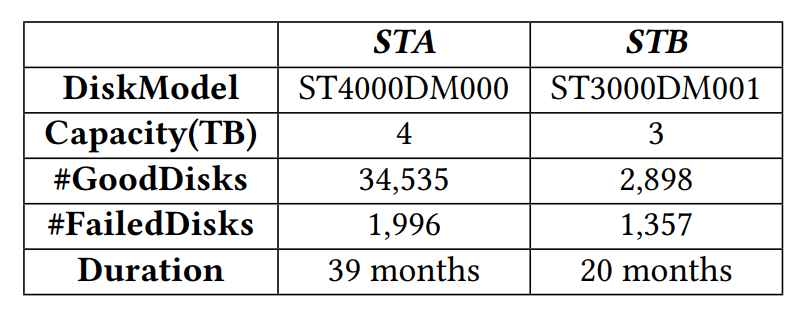 STA STB
DiskModel ST4000DM000 ST3000DM001
Capacity(TB) 4 3
#GoodDisks 34,535 2,898
#FailedDisks 1,996 1,357
Duration 39 months 20 months